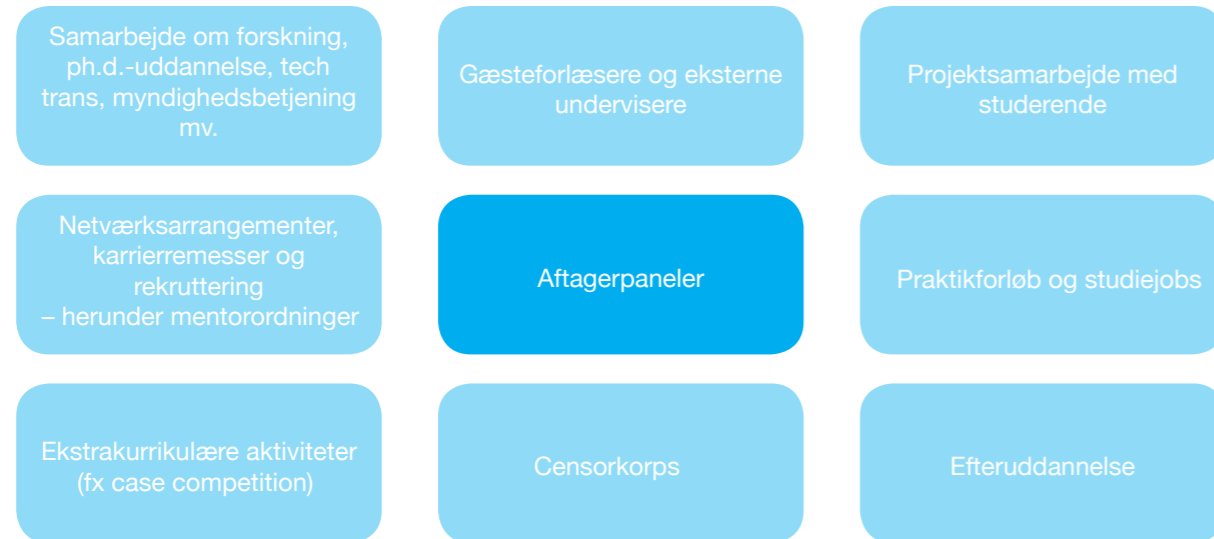 Samarbejde om forskning,
ph.d.-uddannelse, tech
trans, myndighedsbetjening
mv.
Gæsteforlæsere og eksterne
undervisere
Projektsamarbejde med
studerende
Netværksarrangementer,
karrierremesser og
rekruttering
– herunder mentorordninger
Aftagerpaneler
Praktikforløb og studiejobs
Ekstrakurrikulære aktiviteter
(fx case competition)
Censorkorps
Efteruddannelse